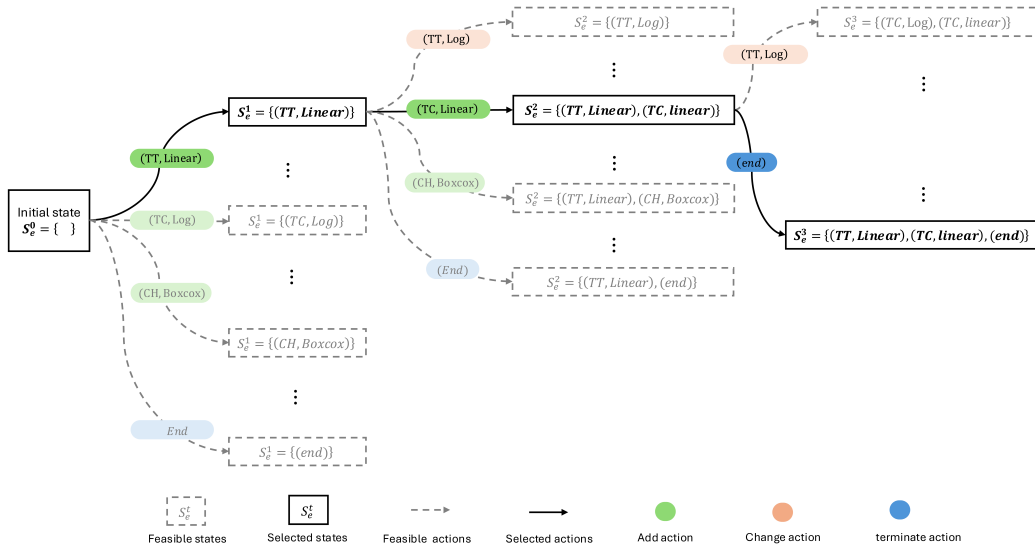 Initial state
S_e^0 = { }
(TT, Linear)
(TC, Log)
(CH, Boxcox)
End
S_e^1 = {(TT, Linear)}
S_e^1 = {(TC, Log)}
S_e^1 = {(CH, Boxcox)}
S_e^1 = {(end)}
(TT, Log)
(TC, Linear)
(CH, Boxcox)
(End)
S_e^2 = {(TT, Log)}
S_e^2 = {(TT, Linear), (TC, linear)}
S_e^2 = {(TT, Linear), (CH, Boxcox)}
S_e^2 = {(TT, Linear), (end)}
(TT, Log)
(end)
S_e^3 = {(TC, Log), (TC, linear)}
S_e^3 = {(TT, Linear), (TC, linear), (end)}
S_e^t
S_e^t
Feasible states
Selected states
Feasible actions
Selected actions
Add action
Change action
terminate action